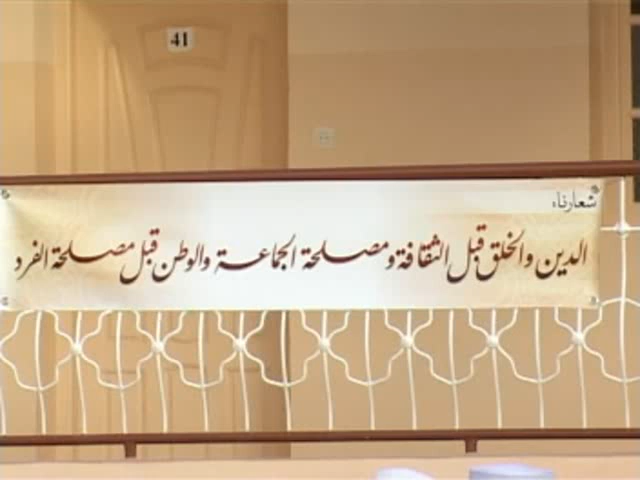 41
شعارنا:
الدين والخلق قبل الثقافة ومصلحة الجماعة والوطن قبل مصلحة الفرد